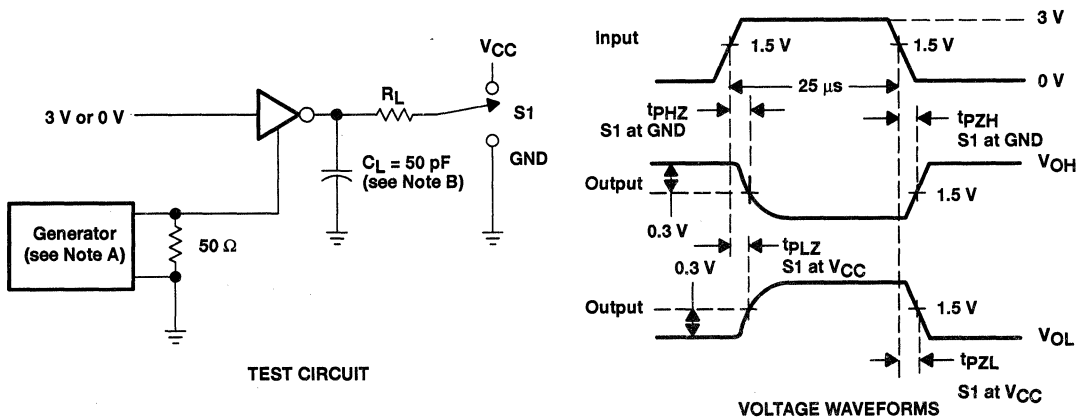 3 V or 0 V
VCC
RL
S1
GND
CL = 50 pF
(see Note B)
Generator
(see Note A)
50 Ω
TEST CIRCUIT
Input
1.5 V
1.5 V
3 V
0 V
25 μs
tPHZ
S1 at GND
tPZH
S1 at GND
VOH
Output
1.5 V
0.3 V
tPLZ
S1 at VCC
0.3 V
Output
1.5 V
VOL
tPZL
S1 at VCC
VOLTAGE WAVEFORMS